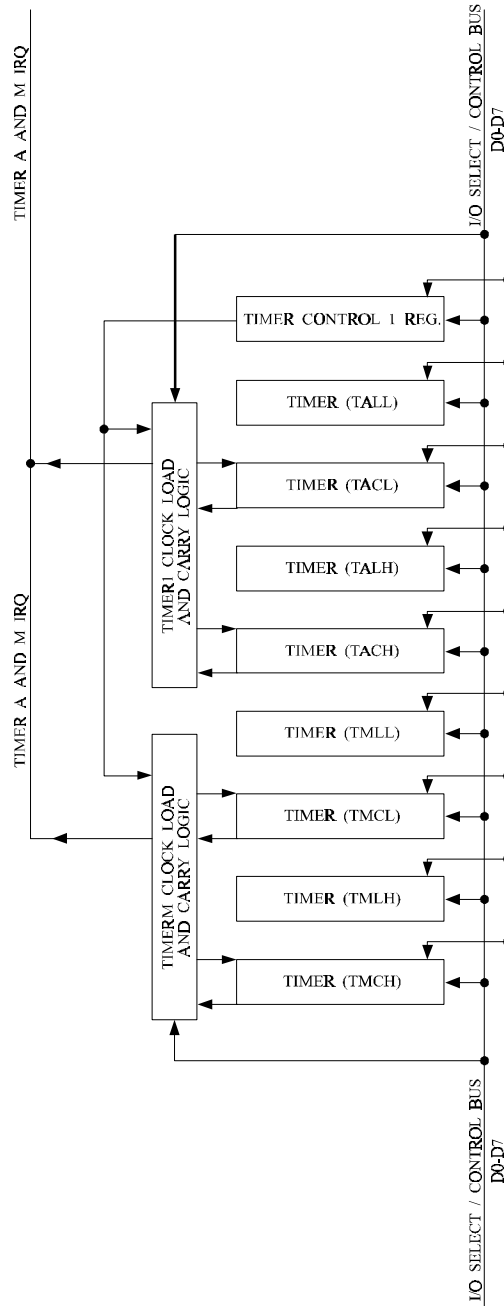 TIMER A AND M IRQ
I/O SELECT / CONTROL BUS
D0-D7
TIMER CONTROL 1 REG.
TIMER (TALL)
TIMER (TACL)
TIMER (TALH)
TIMER (TACH)
TIMER1 CLOCK LOAD
AND CARRY LOGIC
TIMER A AND M IRQ
TIMER (TMLL)
TIMER (TMCL)
TIMER (TMLH)
TIMER (TMCH)
TIMERM CLOCK LOAD
AND CARRY LOGIC
I/O SELECT / CONTROL BUS
D0-D7